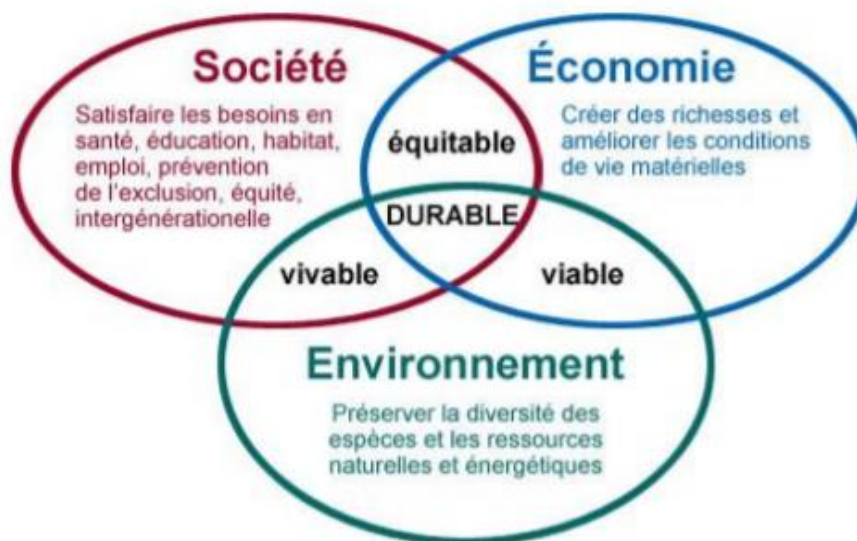 Société
Satisfaire les besoins en
santé, éducation, habitat,
emploi, prévention
de l'exclusion, équité,
intergénérationelle
Économie
Créer des richesses et
améliorer les conditions
de vie matérielles
équitable
DURABLE
vivable
viable
Environnement
Préserver la diversité des
espèces et les ressources
naturelles et énergétiques